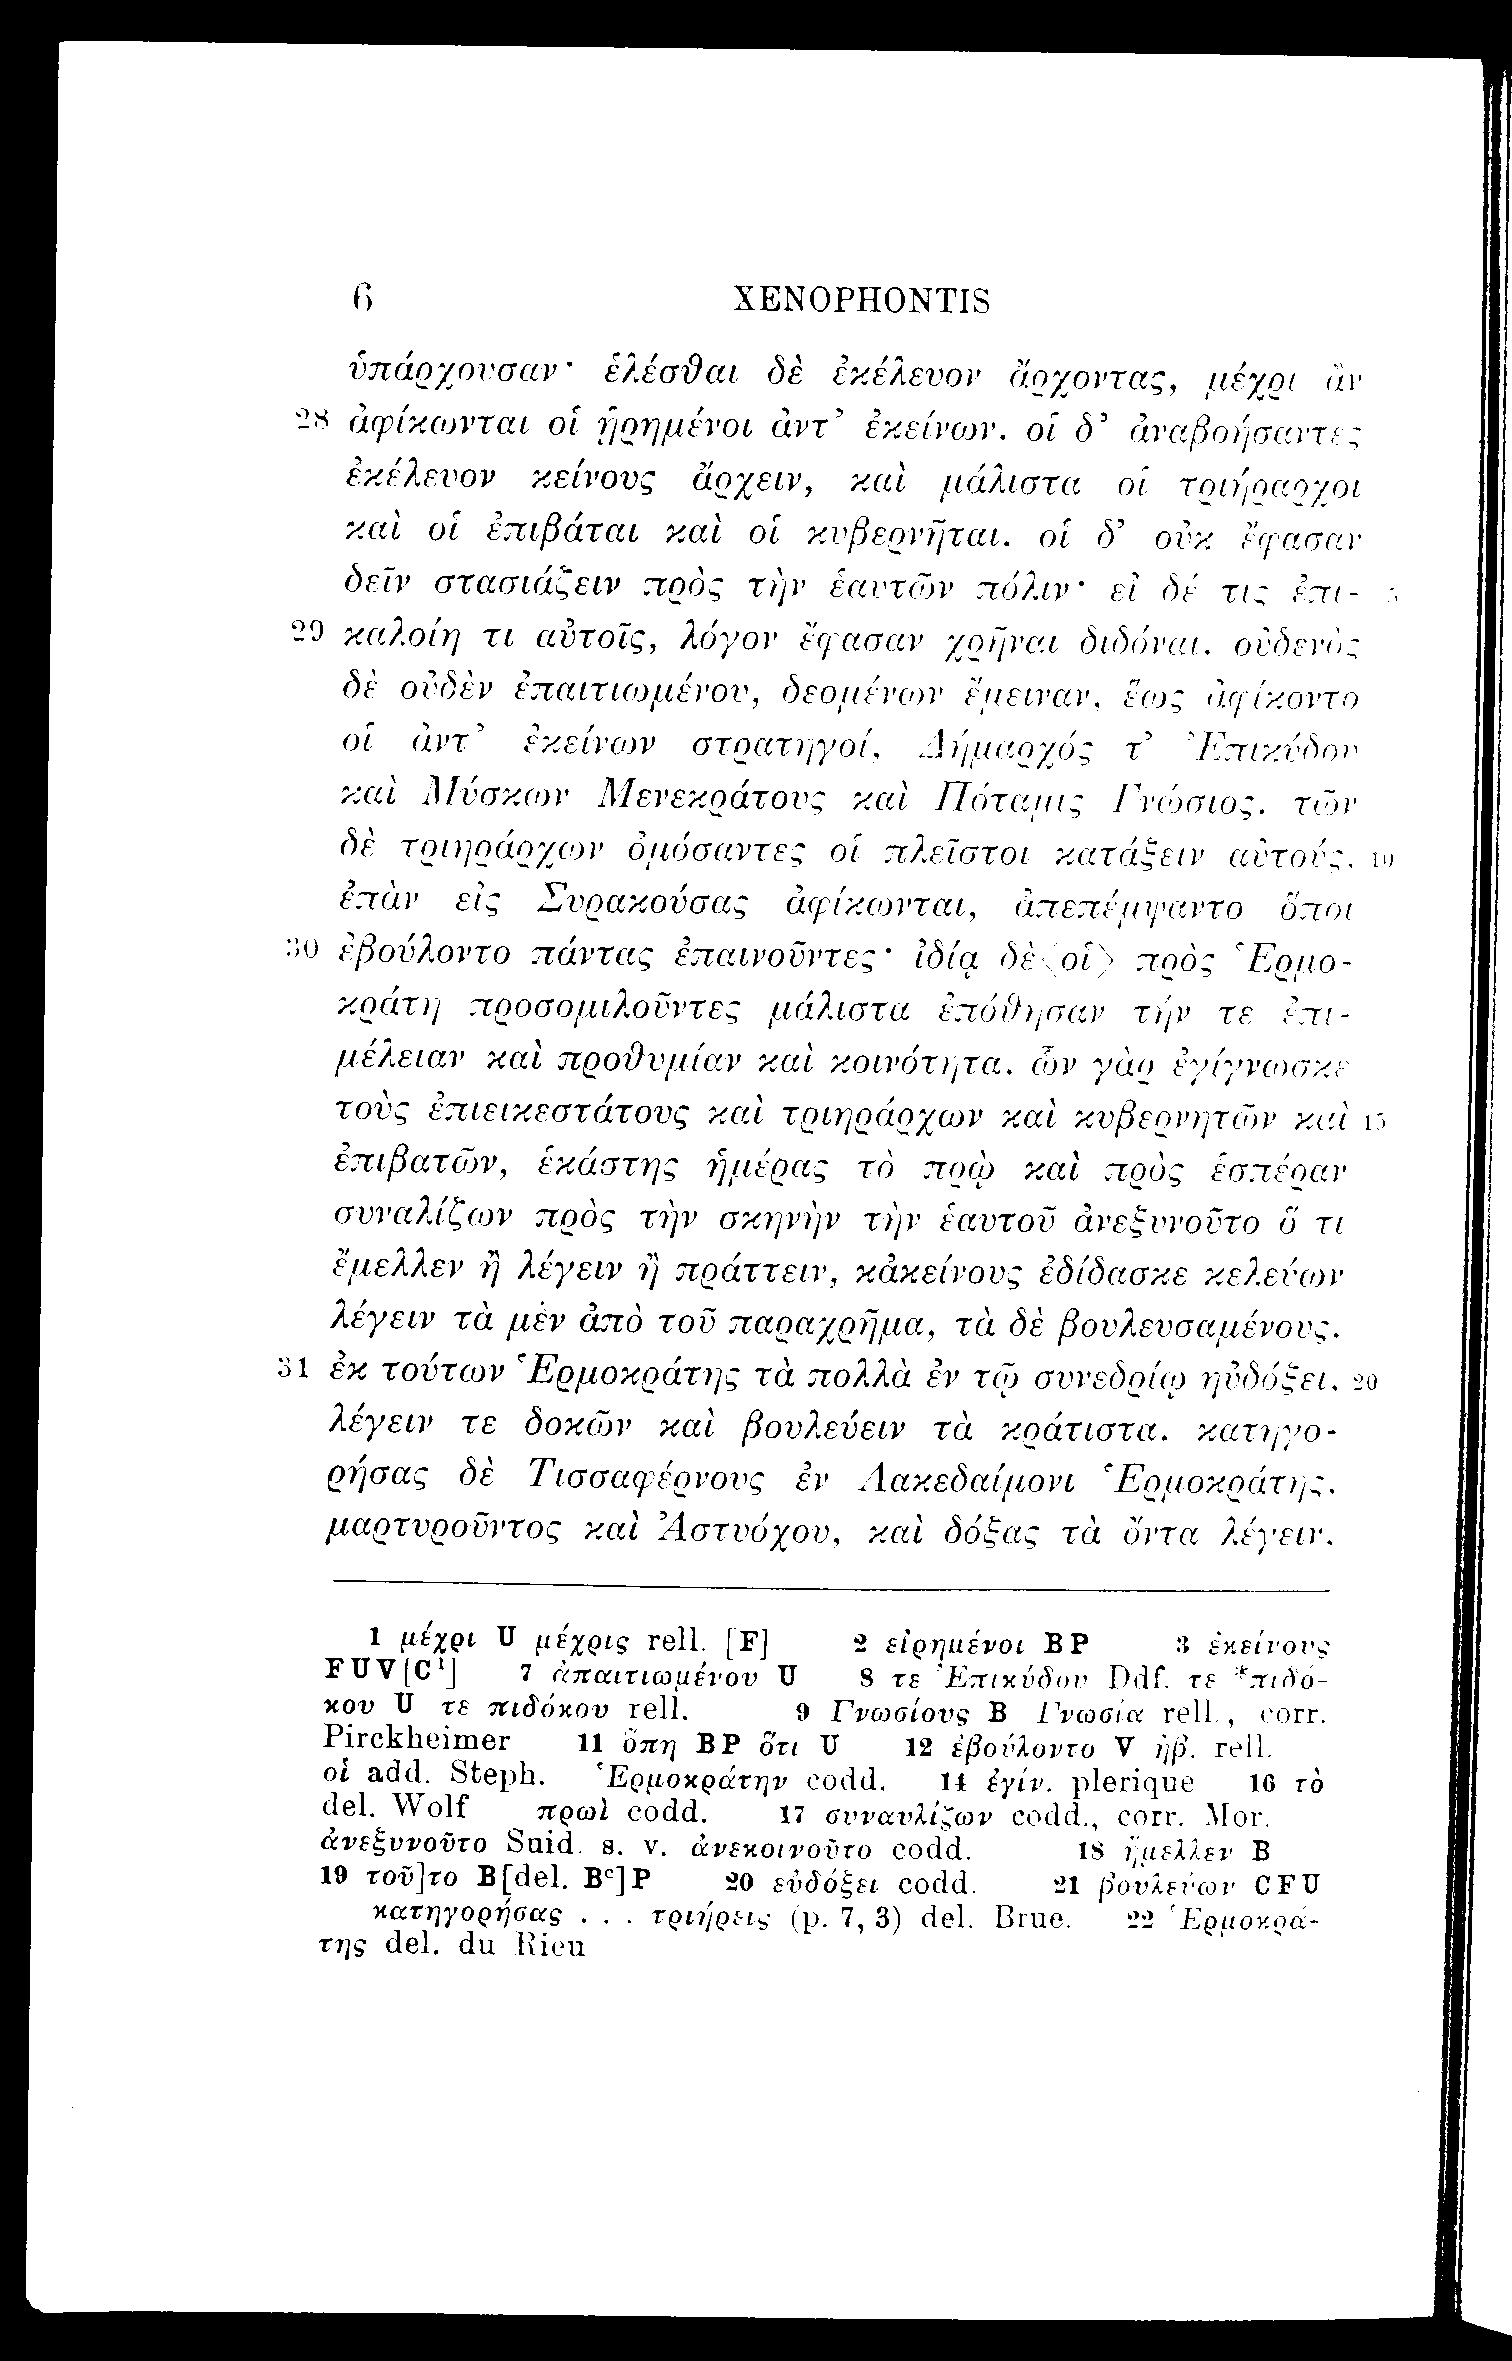 6 XENOPHONTIS
ὑπάρχουσαν· ἑλέσθαι δὲ ἐκέλευον ἄρχοντας, μέχρι ἂν
28 ἀφίκωνται οἱ ᾑρημένοι ἀντ’ ἐκείνων. οἱ δ’ ἀναβοήσαντες
ἐκέλευον κείνους ἄρχειν, καὶ μάλιστα οἱ τριήραρχοι
καὶ οἱ ἐπιβάται καὶ οἱ κυβερνῆται. οἱ δ’ οὐκ ἔφασαν
δεῖν στασιάζειν πρὸς τὴν ἑαυτῶν πόλιν· εἰ δέ τις ἐπι- 5
29 καλοίη τι αὐτοῖς, λόγον ἔφασαν χρῆναι διδόναι. οὐδενὸς
δὲ οὐδὲν ἐπαιτιωμένου, δεομένων ἔμειναν, ἕως ἀφίκοντο
οἱ ἀντ’ ἐκείνων στρατηγοί, Δήμαρχός τ’ Ἐπικύδου
καὶ Μύσκων Μενεκράτους καὶ Πόταμις Γνώσιος. τῶν
δὲ τριηράρχων ὀμόσαντες οἱ πλεῖστοι κατάξειν αὐτούς, 10
ἐπὰν εἰς Συρακούσας ἀφίκωνται, ἀπεπέμψαντο ὅποι
30 ἐβούλοντο πάντας ἐπαινοῦντες· ἰδίᾳ δὲ ⟨οἱ⟩ πρὸς Ἑρμο-
κράτη προσομιλοῦντες μάλιστα ἐπόθησαν τήν τε ἐπι-
μέλειαν καὶ προθυμίαν καὶ κοινότητα. ὧν γὰρ ἐγίγνωσκε
τοὺς ἐπιεικεστάτους καὶ τριηράρχων καὶ κυβερνητῶν καὶ 15
ἐπιβατῶν, ἑκάστης ἡμέρας τὸ πρῲ καὶ πρὸς ἑσπέραν
συναλίζων πρὸς τὴν σκηνὴν τὴν ἑαυτοῦ ἀνεξυνοῦτο ὅ τι
ἔμελλεν ἢ λέγειν ἢ πράττειν, κἀκείνους ἐδίδασκε κελεύων
λέγειν τὰ μὲν ἀπὸ τοῦ παραχρῆμα, τὰ δὲ βουλευσαμένους.
31 ἐκ τούτων Ἑρμοκράτης τὰ πολλὰ ἐν τῷ συνεδρίῳ ηὐδόξει, 20
λέγειν τε δοκῶν καὶ βουλεύειν τὰ κράτιστα. κατηγο-
ρήσας δὲ Τισσαφέρνους ἐν Λακεδαίμονι Ἑρμοκράτης,
μαρτυροῦντος καὶ Ἀστυόχου, καὶ δόξας τὰ ὄντα λέγειν,
1 μέχρι U μέχρις rell. [F] 2 εἰρημένοι BP 3 ἐκείνους
FUV[C¹] 7 ἀπαιτιωμένου U 8 τε Ἐπικύδου Ddf. τε *πιδό-
κου U τε πιδόκου rell. 9 Γνωσίους B Γνωσία rell., corr.
Pirckheimer 11 ὅπη BP ὅτι U 12 ἐβούλοντο V ἠβ. rell.
οἱ add. Steph. Ἑρμοκράτην codd. 14 ἐγίν. plerique 16 τὸ
del. Wolf πρωὶ codd. 17 συναυλίζων codd., corr. Mor.
ἀνεξυνοῦτο Suid. s. v. ἀνεκοινοῦτο codd. 18 ἤμελλεν B
19 τοῦ]το B[del. Bᶜ]P 20 εὐδόξει codd. 21 βουλεύων CFU
κατηγορήσας . . . τριήρεις (p. 7, 3) del. Brue. 22 Ἑρμοκρά-
της del. du Rieu